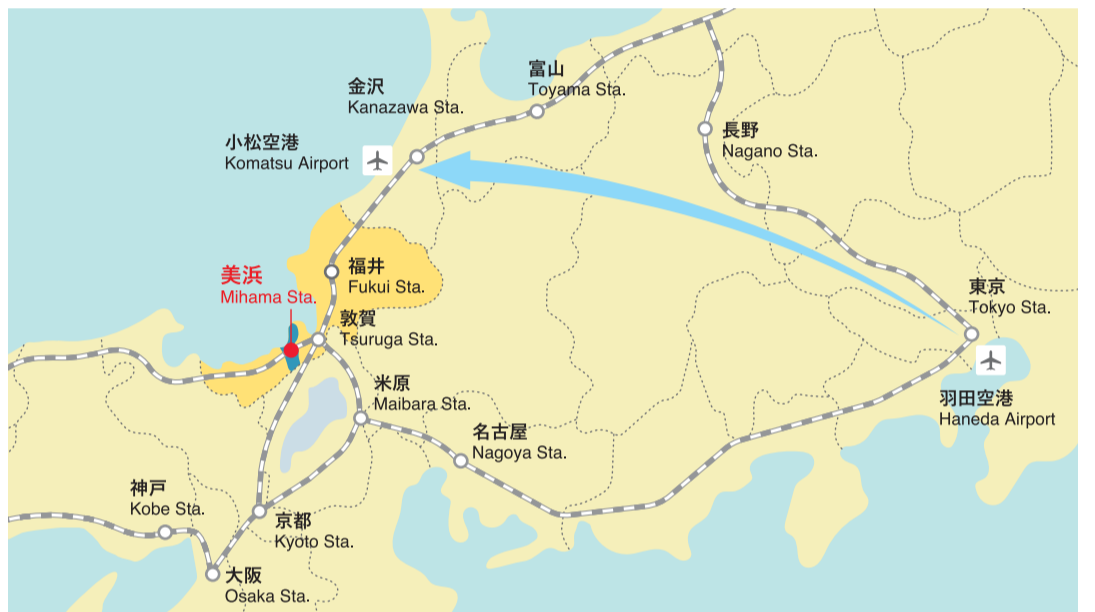 富山
Toyama Sta.
金沢
Kanazawa Sta.
長野
Nagano Sta.
小松空港
Komatsu Airport
美浜
Mihama Sta.
福井
Fukui Sta.
東京
Tokyo Sta.
敦賀
Tsuruga Sta.
米原
Maibara Sta.
羽田空港
Haneda Airport
名古屋
Nagoya Sta.
神戸
Kobe Sta.
京都
Kyoto Sta.
大阪
Osaka Sta.